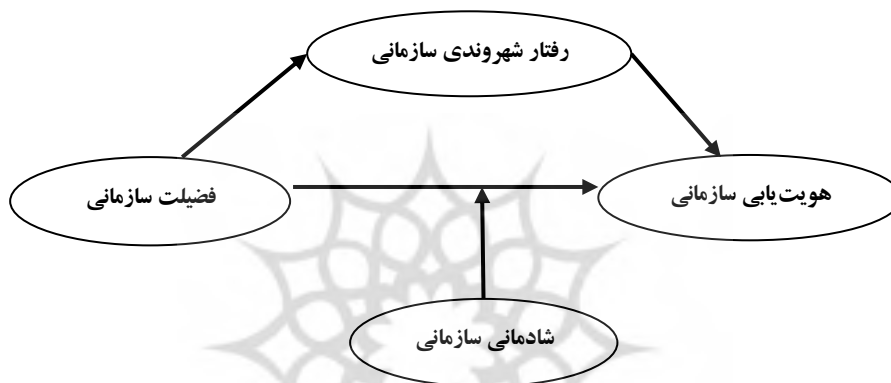 رفتار شهروندی سازمانی
هویت‌یابی سازمانی
فضیلت سازمانی
شادمانی سازمانی